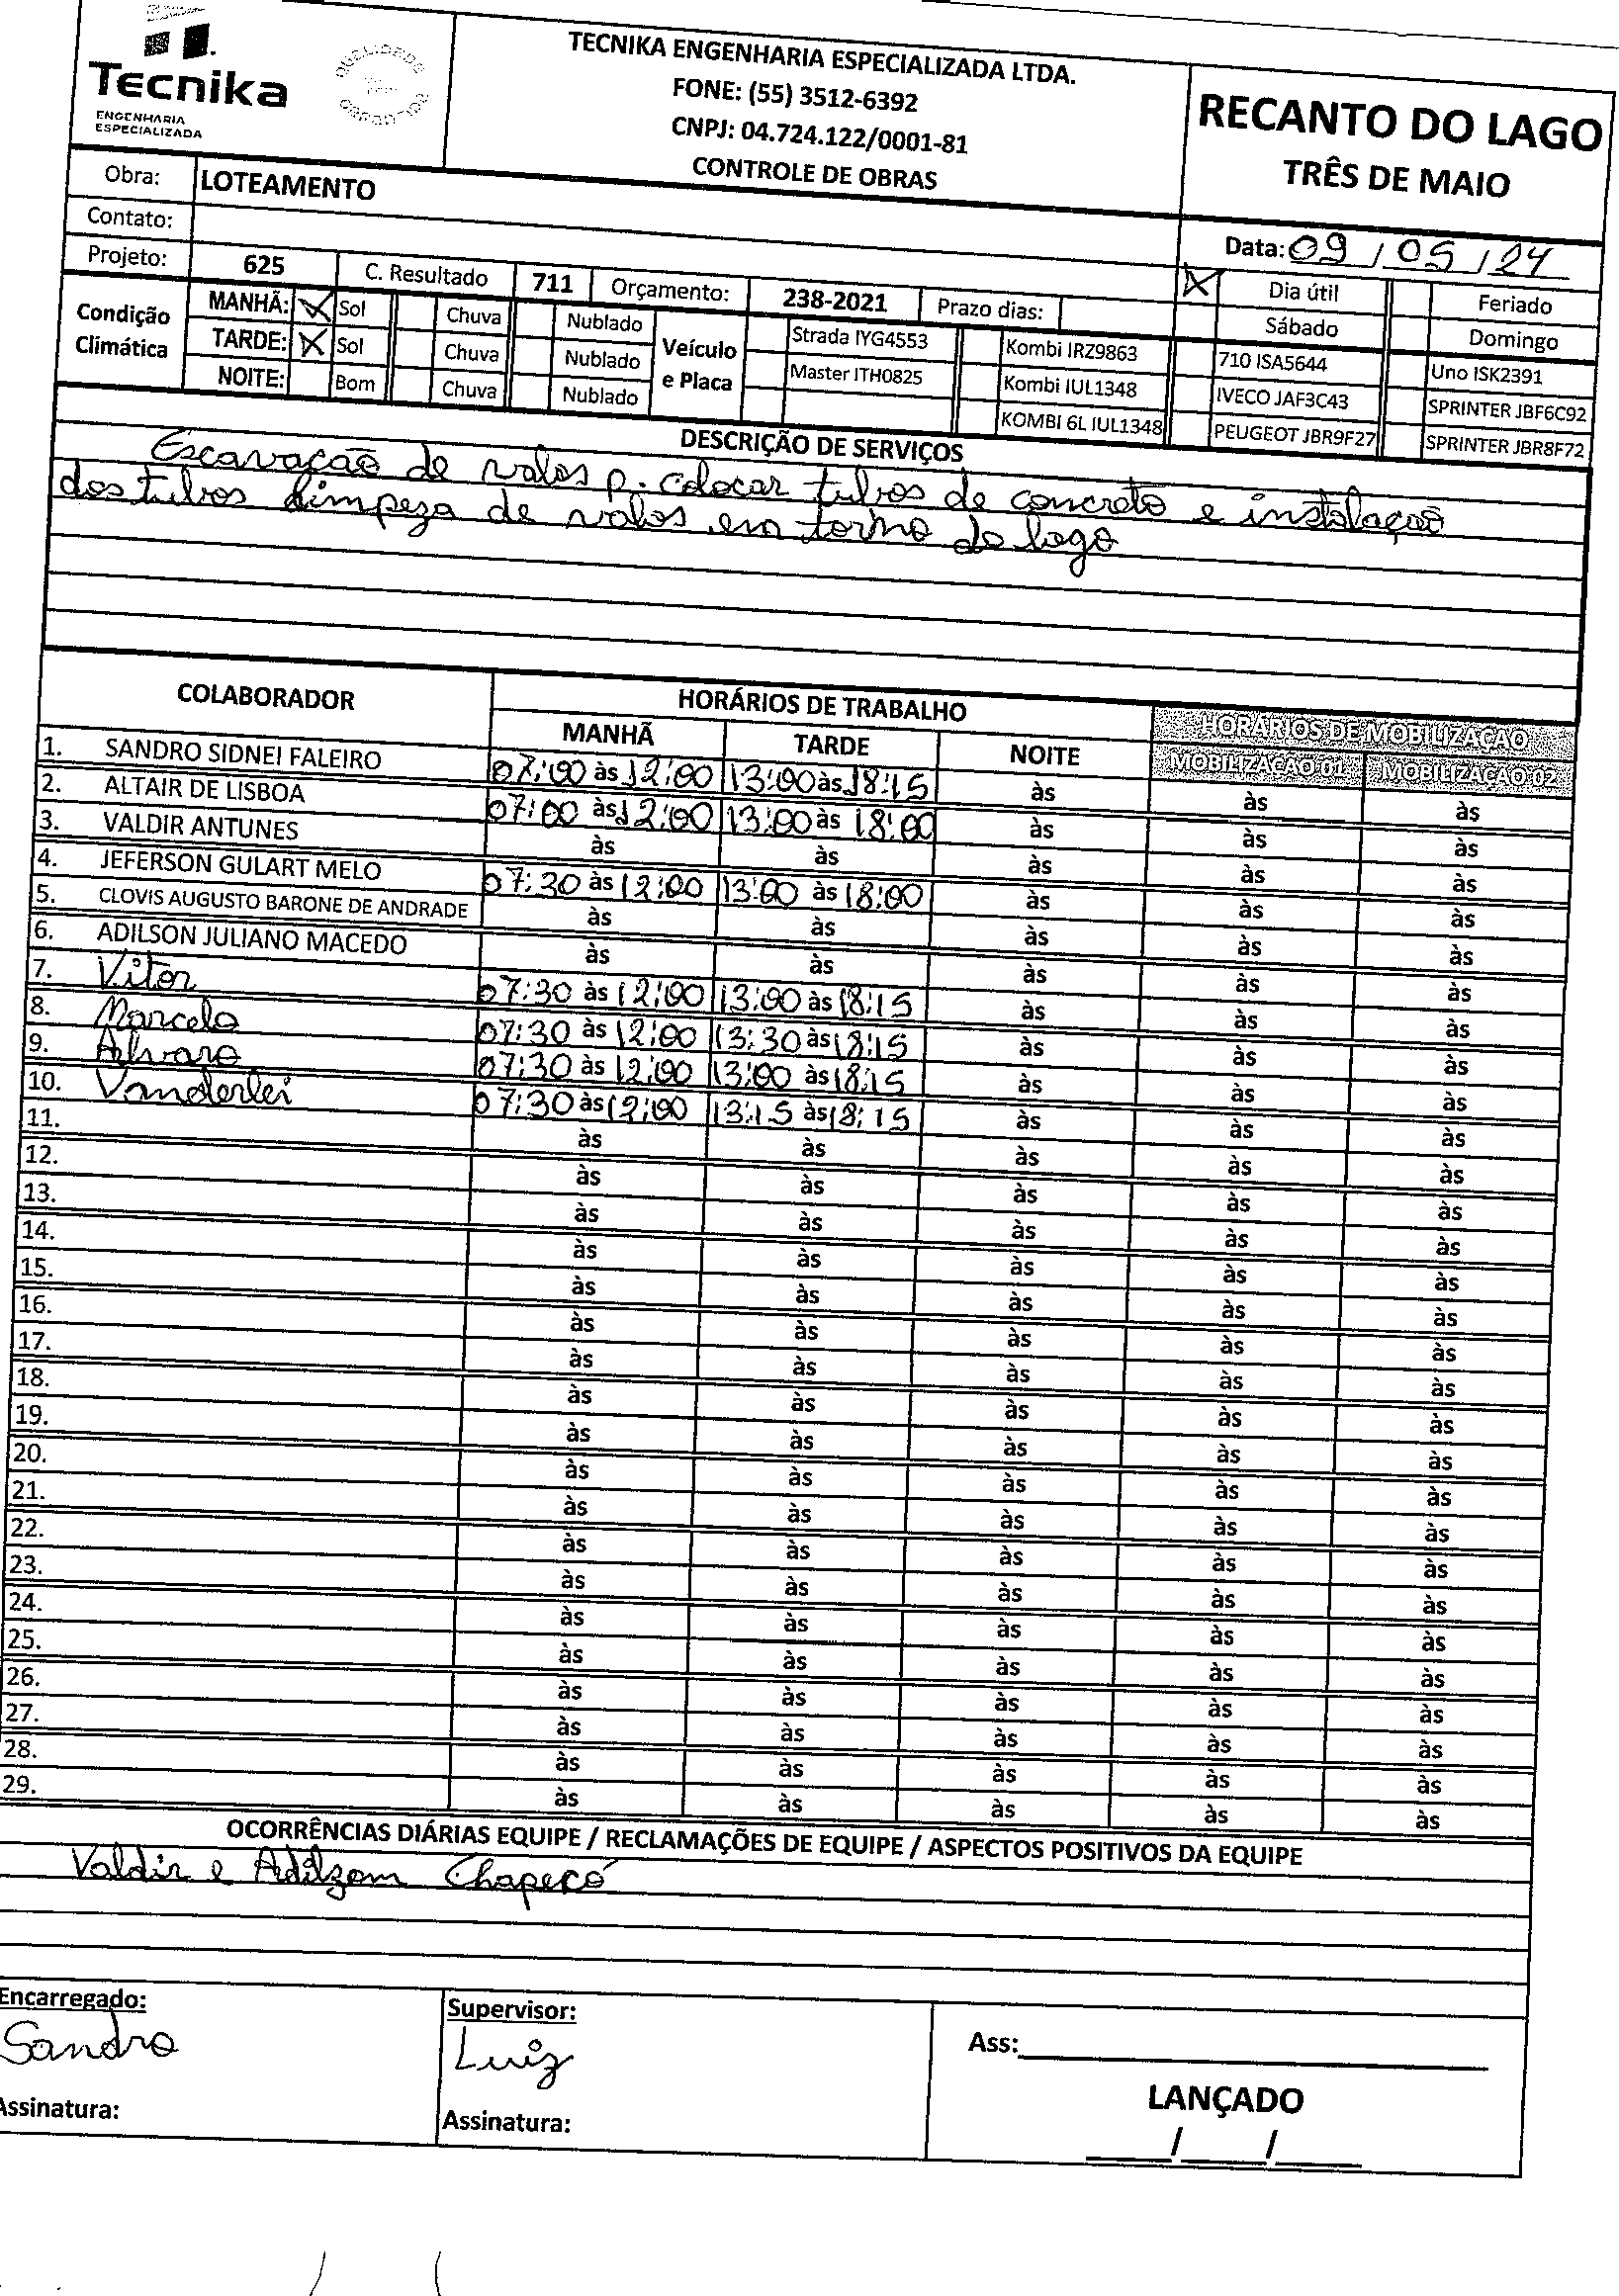 Tecnika
ENGENHARIA
ESPECIALIZADA
TECNIKA ENGENHARIA ESPECIALIZADA LTDA.
FONE: (55) 3512-6392
CNPJ: 04.724.122/0001-81
CONTROLE DE OBRAS
RECANTO DO LAGO
TRÊS DE MAIO
Obra: LOTEAMENTO
Contato:
Data: 09/05/24
Projeto: 625 C. Resultado 711 Orçamento: 238-2021 Prazo dias: X Dia útil Feriado
Sábado Domingo
Condição Climática
MANHÃ: X Sol Chuva Nublado
TARDE: X Sol Chuva Nublado
NOITE: Bom Chuva Nublado
Veículo e Placa
Strada IYG4553 Kombi IRZ9863 710 ISA5644 Uno ISK2391
Master ITH0825 Kombi IUL1348 IVECO JAF3C43 SPRINTER JBF6C92
KOMBI 6L IUL1348 PEUGEOT JBR9F27 SPRINTER JBR8F72
DESCRIÇÃO DE SERVIÇOS
Escavação de valos p. colocar tubos de concreto e instalação
dos tubos limpeza de valos em torno do lago
COLABORADOR HORÁRIOS DE TRABALHO HORÁRIOS DE MOBILIZAÇÃO
MANHÃ TARDE NOITE MOBILIZAÇÃO 01 MOBILIZAÇÃO 02
1. SANDRO SIDNEI FALEIRO 07:00 às 12:00 13:00 às 18:15 às às às
2. ALTAIR DE LISBOA 07:00 às 12:00 13:00 às 18:00 às às às
3. VALDIR ANTUNES às às às às às
4. JEFERSON GULART MELO 07:30 às 12:00 13:00 às 18:00 às às às
5. CLOVIS AUGUSTO BARONE DE ANDRADE às às às às às
6. ADILSON JULIANO MACEDO às às às às às
7. Vitor 07:30 às 12:00 13:00 às 18:15 às às às
8. Marcelo 07:30 às 12:00 13:30 às 18:15 às às às
9. Alvaro 07:30 às 12:00 13:00 às 18:15 às às às
10. Vanderlei 07:30 às 12:00 13:15 às 18:15 às às às
11. às às às às às
12. às às às às às
13. às às às às às
14. às às às às às
15. às às às às às
16. às às às às às
17. às às às às às
18. às às às às às
19. às às às às às
20. às às às às às
21. às às às às às
22. às às às às às
23. às às às às às
24. às às às às às
25. às às às às às
26. às às às às às
27. às às às às às
28. às às às às às
29. às às às às às
OCORRÊNCIAS DIÁRIAS EQUIPE / RECLAMAÇÕES DE EQUIPE / ASPECTOS POSITIVOS DA EQUIPE
Valdir e Adilzom Chapecó
Encarregado: Supervisor:
Sandro Luiz Ass:
LANÇADO
Assinatura: Assinatura: / /